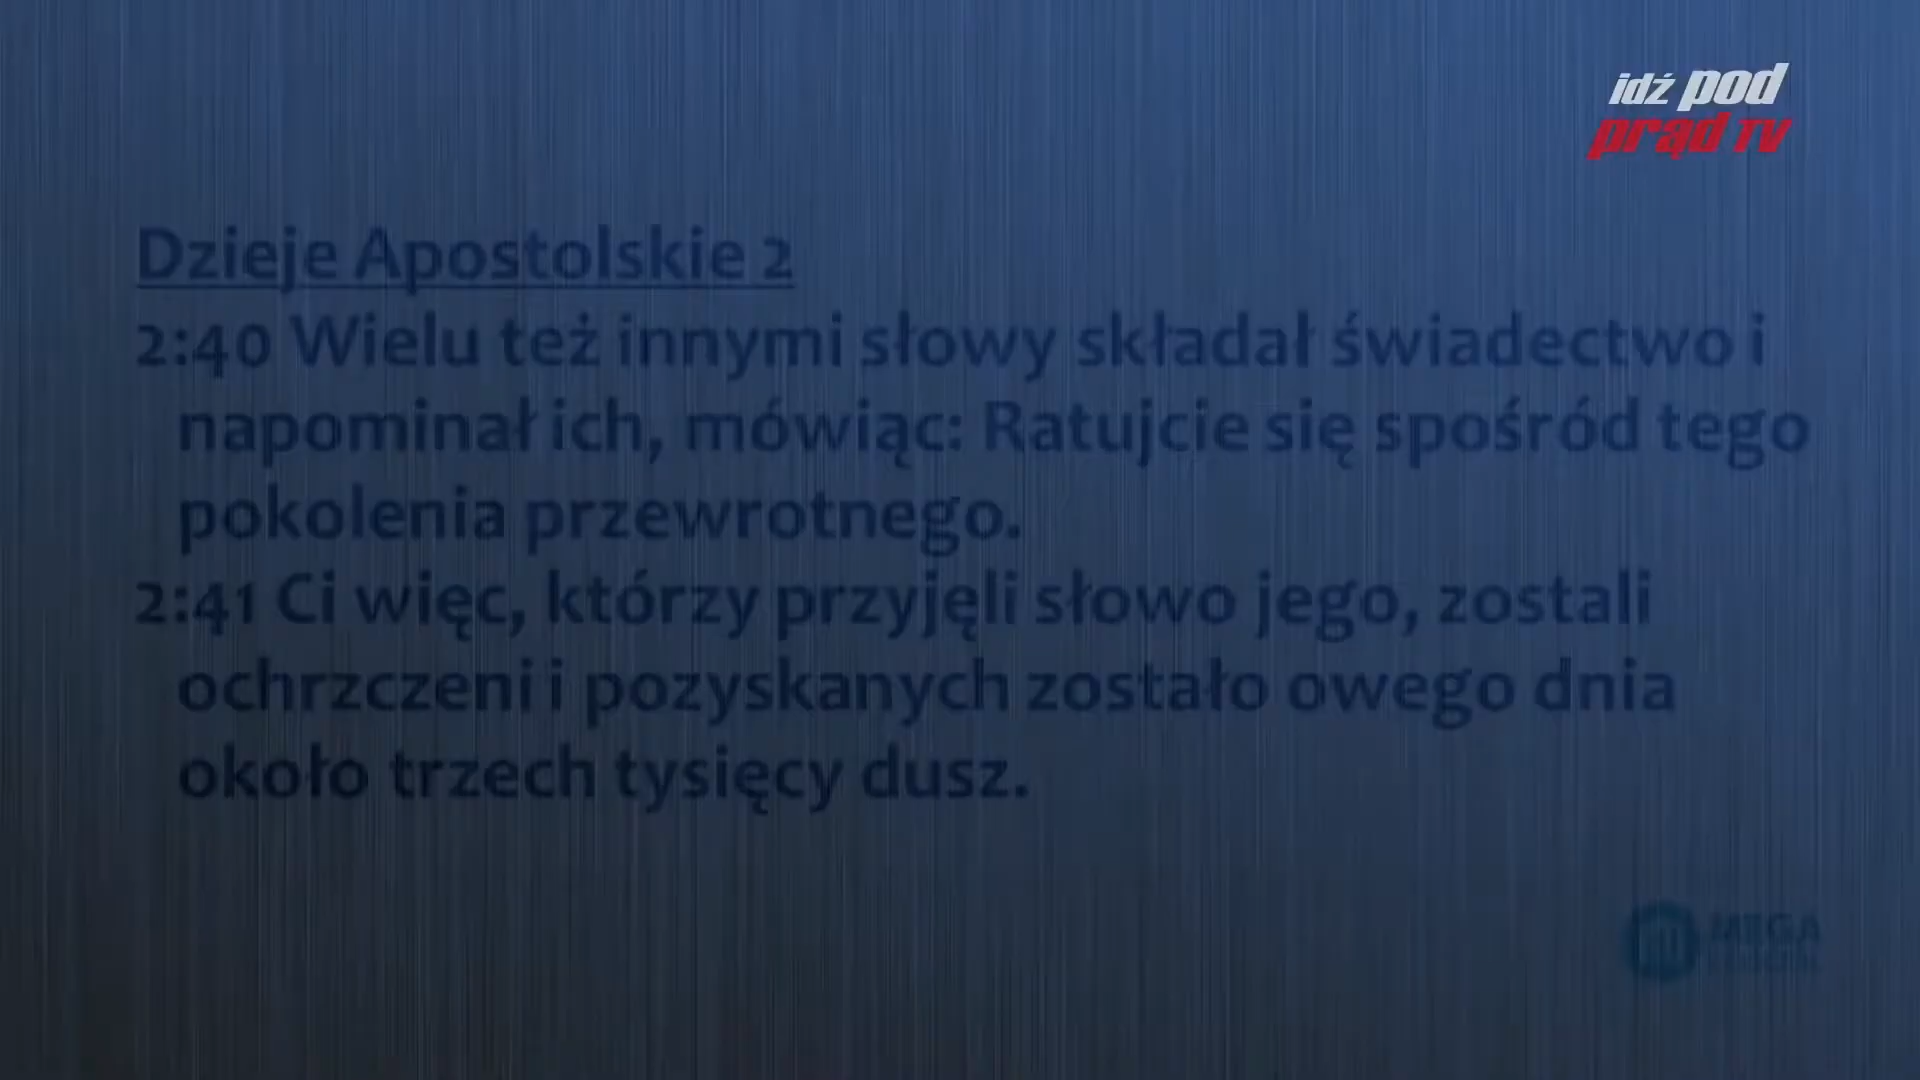 idź pod
prąd TV
Dzieje Apostolskie 2
2:40 Wielu też innymi słowy składał świadectwo i
napominał ich, mówiąc: Ratujcie się spośród tego
pokolenia przewrotnego.
2:41 Ci więc, którzy przyjęli słowo jego, zostali
ochrzczeni i pozyskanych zostało owego dnia
około trzech tysięcy dusz.
MEGA